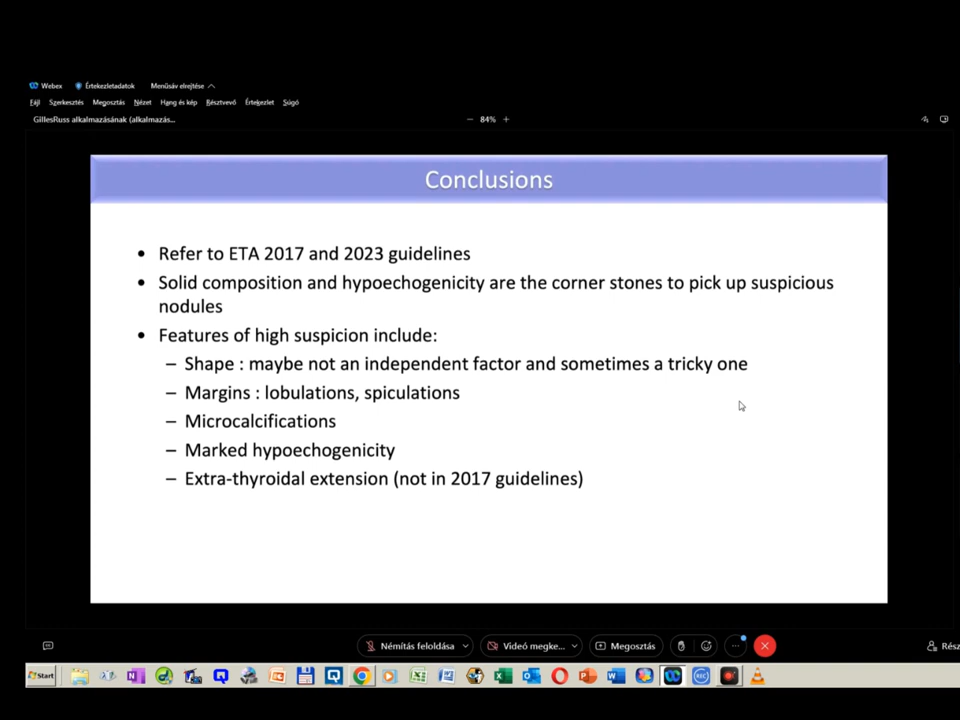 Webex Értekezletadatok Menüsáv elrejtése
Fájl Szerkesztés Megosztás Nézet Hang és kép Résztvevő Értekezlet Súgó
GillesRuss alkalmazásának (alkalmazás...
− 84% +
Conclusions
• Refer to ETA 2017 and 2023 guidelines
• Solid composition and hypoechogenicity are the corner stones to pick up suspicious
nodules
• Features of high suspicion include:
– Shape : maybe not an independent factor and sometimes a tricky one
– Margins : lobulations, spiculations
– Microcalcifications
– Marked hypoechogenicity
– Extra-thyroidal extension (not in 2017 guidelines)
Némítás feloldása Videó megke... Megosztás ... Rész
Start